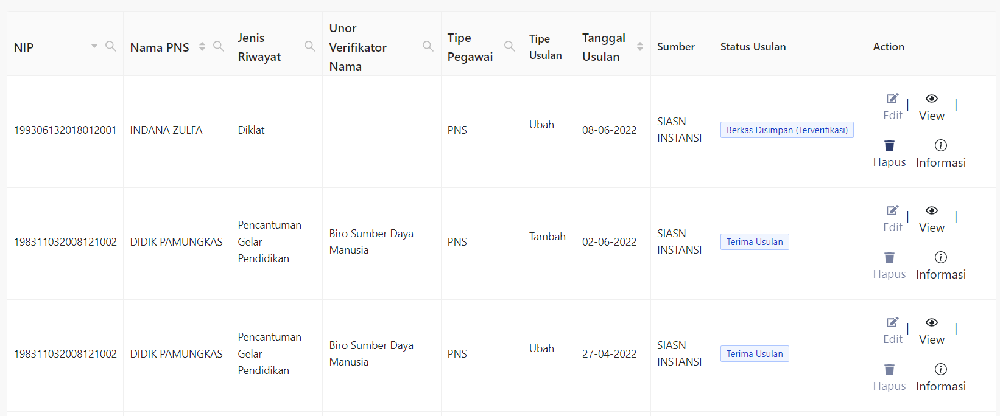 NIP
Nama PNS
Jenis
Riwayat
Unor
Verifikator
Nama
Tipe
Pegawai
Tipe
Usulan
Tanggal
Usulan
Sumber
Status Usulan
Action
199306132018012001
INDANA ZULFA
Diklat
PNS
Ubah
08-06-2022
SIASN
INSTANSI
Berkas Disimpan (Terverifikasi)
Edit | View |
Hapus Informasi
198311032008121002
DIDIK PAMUNGKAS
Pencantuman
Gelar
Pendidikan
Biro Sumber Daya
Manusia
PNS
Tambah
02-06-2022
SIASN
INSTANSI
Terima Usulan
Edit | View |
Hapus Informasi
198311032008121002
DIDIK PAMUNGKAS
Pencantuman
Gelar
Pendidikan
Biro Sumber Daya
Manusia
PNS
Ubah
27-04-2022
SIASN
INSTANSI
Terima Usulan
Edit | View |
Hapus Informasi